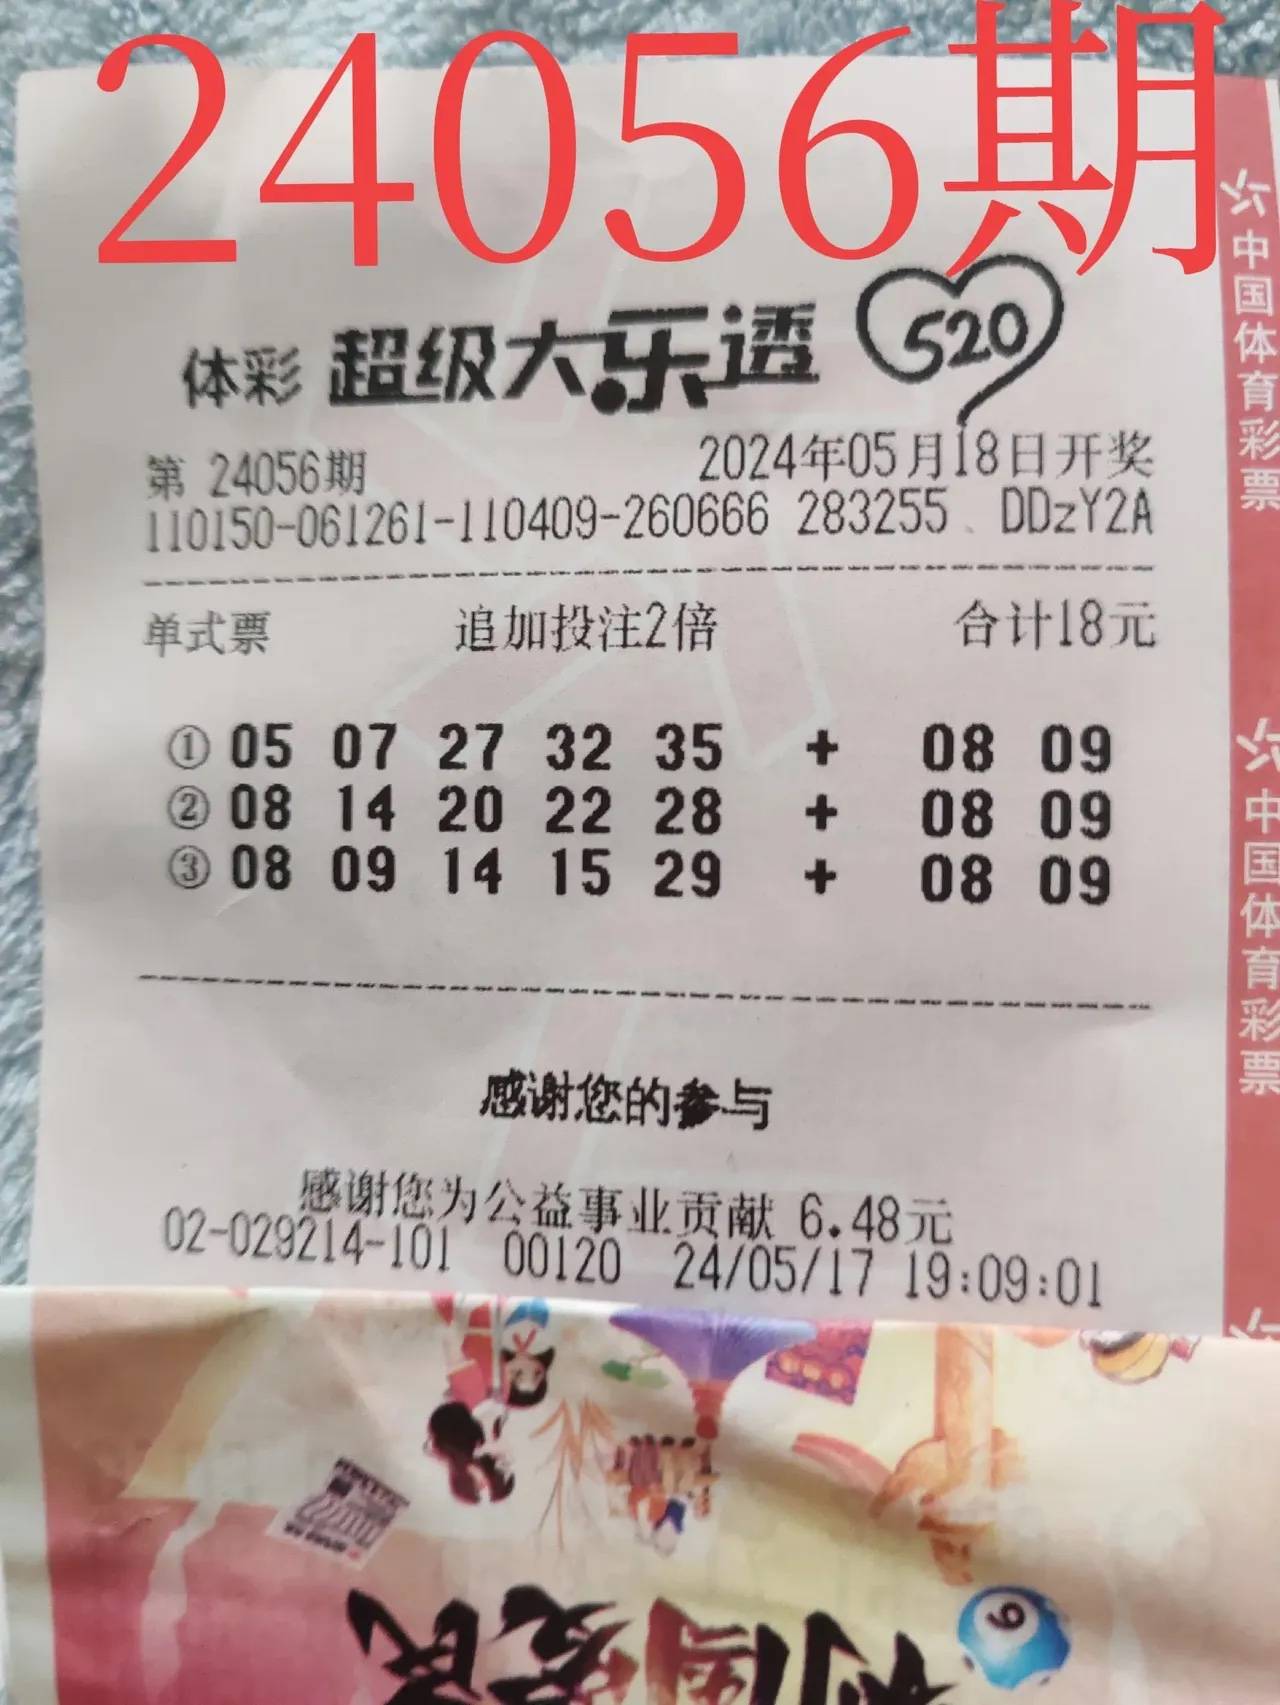 24056期
体彩 超级大乐透 520
第 24056期 2024年05月18日开奖
110150-061261-110409-260666 283255 DDzY2A
单式票 追加投注2倍 合计18元
① 05 07 27 32 35 + 08 09
② 08 14 20 22 28 + 08 09
③ 08 09 14 15 29 + 08 09
感谢您的参与
感谢您为公益事业贡献 6.48元
02-029214-101 00120 24/05/17 19:09:01
中国体育彩票
中国体育彩票